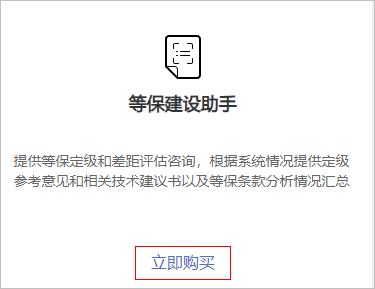 等保建设助手
提供等保定级和差距评估咨询，根据系统情况提供定级
参考意见和相关技术建议书以及等保条款分析情况汇总
立即购买